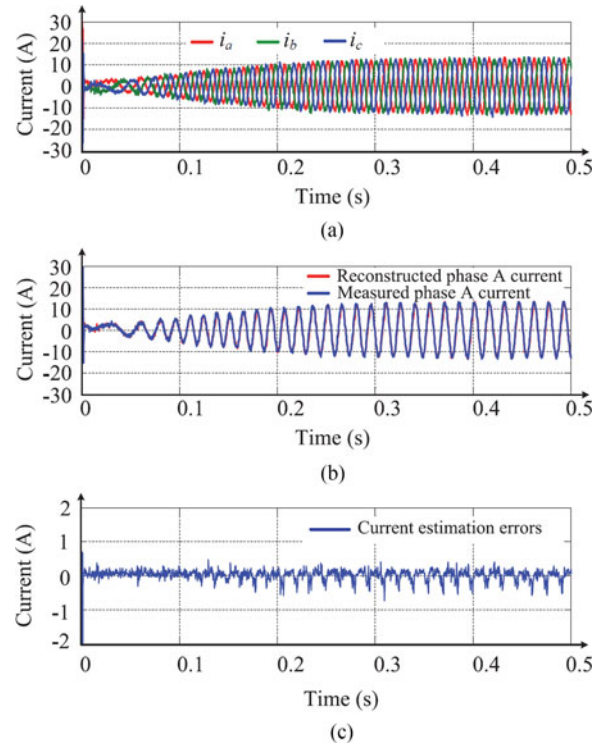 30
20
10
0
-10
-20
-30
Current (A)
i_a i_b i_c
0 0.1 0.2 0.3 0.4 0.5
Time (s)
(a)
30
20
10
0
-10
-20
-30
Current (A)
Reconstructed phase A current
Measured phase A current
0 0.1 0.2 0.3 0.4 0.5
Time (s)
(b)
2
1
0
-1
-2
Current (A)
Current estimation errors
0 0.1 0.2 0.3 0.4 0.5
Time (s)
(c)